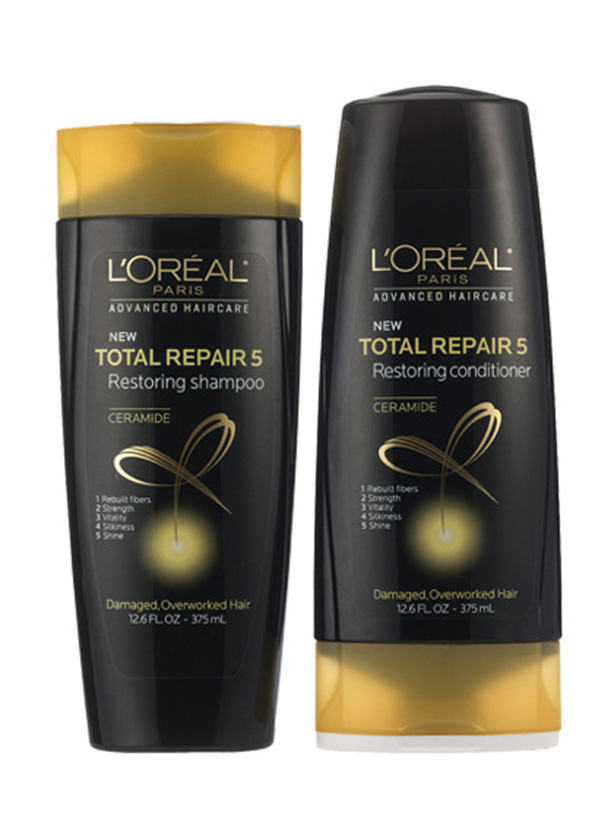 L'ORÉAL®
PARIS
ADVANCED HAIRCARE
NEW
TOTAL REPAIR 5
Restoring shampoo
CERAMIDE
1 Rebuilt fibers
2 Strength
3 Vitality
4 Silkiness
5 Shine
Damaged, Overworked Hair
12.6 FL. OZ - 375 mL
L'ORÉAL®
PARIS
ADVANCED HAIRCARE
NEW
TOTAL REPAIR 5
Restoring conditioner
CERAMIDE
1 Rebuilt fibers
2 Strength
3 Vitality
4 Silkiness
5 Shine
Damaged, Overworked Hair
12.6 FL. OZ - 375 mL